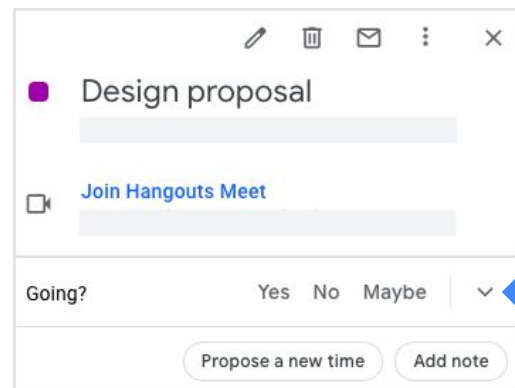 Design proposal
Join Hangouts Meet
Going? Yes No Maybe
Propose a new time Add note